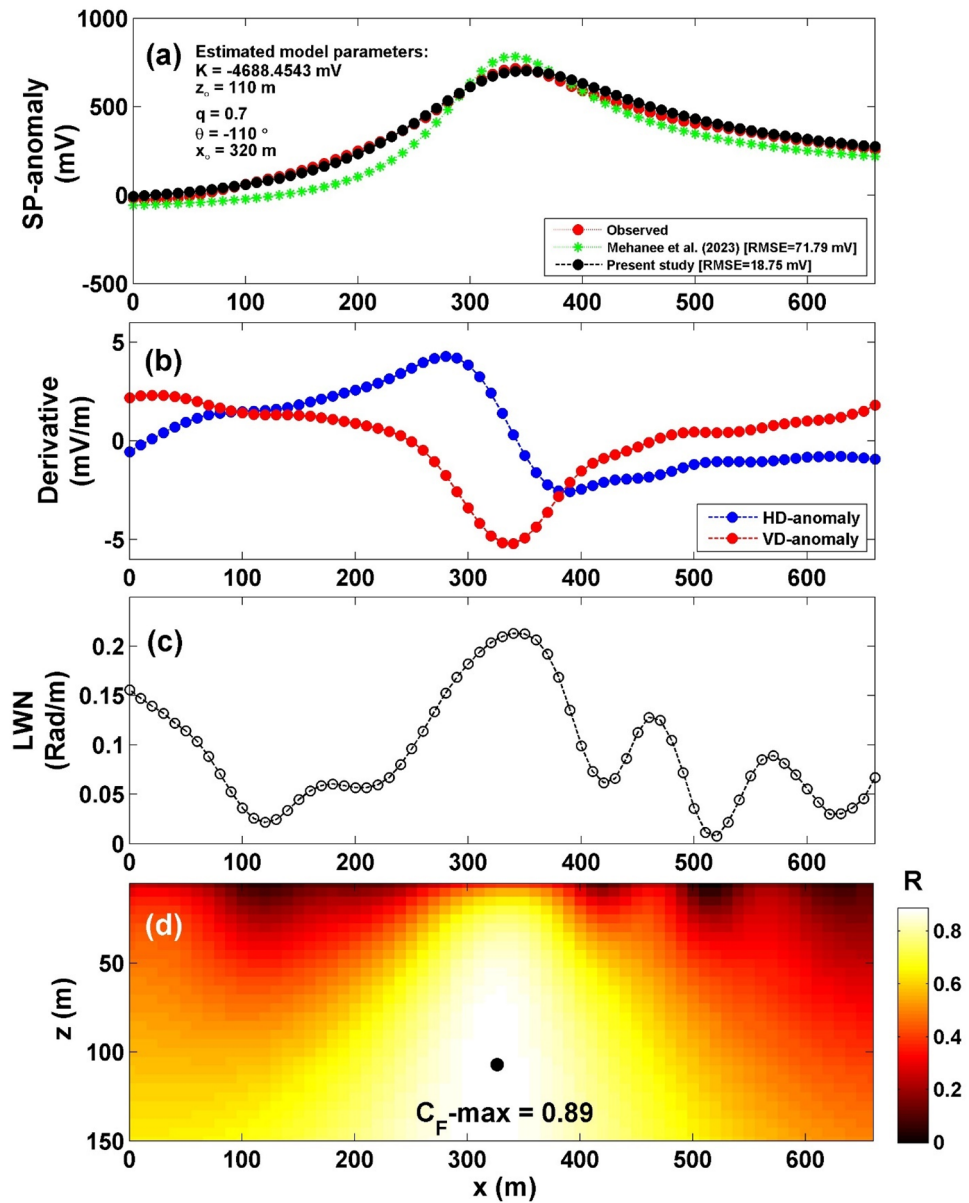 1000
500
0
-500
SP-anomaly
(mV)
(a)
Estimated model parameters:
K = -4688.4543 mV
z₀ = 110 m
q = 0.7
θ = -110 °
x₀ = 320 m
Observed
Mehanee et al. (2023) [RMSE=71.79 mV]
Present study [RMSE=18.75 mV]
0 100 200 300 400 500 600
5
0
-5
Derivative
(mV/m)
(b)
HD-anomaly
VD-anomaly
0 100 200 300 400 500 600
0.2
0.15
0.1
0.05
0
LWN
(Rad/m)
(c)
0 100 200 300 400 500 600
(d)
50
100
150
z (m)
C_F-max = 0.89
0 100 200 300 400 500 600
x (m)
R
0.8
0.6
0.4
0.2
0